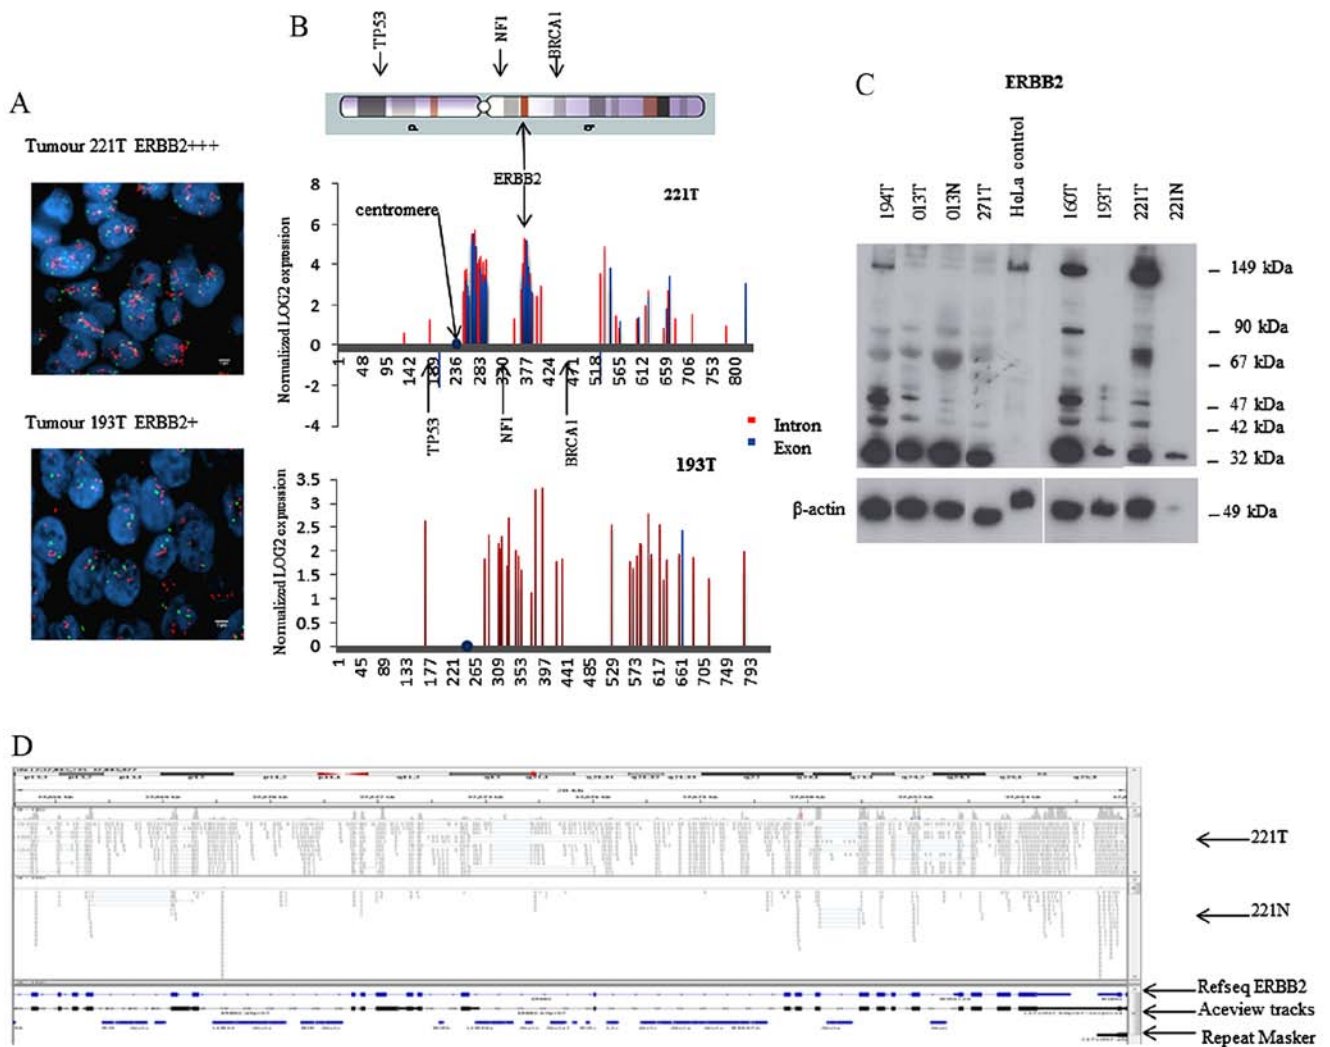 A
Tumour 221T ERBB2+++
Tumour 193T ERBB2+
B
TP53
NF1
BRCA1
p
q
ERBB2
221T
centromere
Normalized LOG2 expression
8
6
4
2
0
-2
-4
1 48 95 142 189 236 283 330 377 424 471 518 565 612 659 706 753 800
TP53
NF1
BRCA1
Intron
Exon
193T
Normalized LOG2 expression
3.5
3
2.5
2
1.5
1
0.5
0
1 45 89 133 177 221 265 309 353 397 441 485 529 573 617 661 705 749 793
C
ERBB2
194T
013T
013N
271T
HeLa control
160T
193T
221T
221N
149 kDa
90 kDa
67 kDa
47 kDa
42 kDa
32 kDa
β-actin
49 kDa
D
221T
221N
Refseq ERBB2
Aceview tracks
Repeat Masker